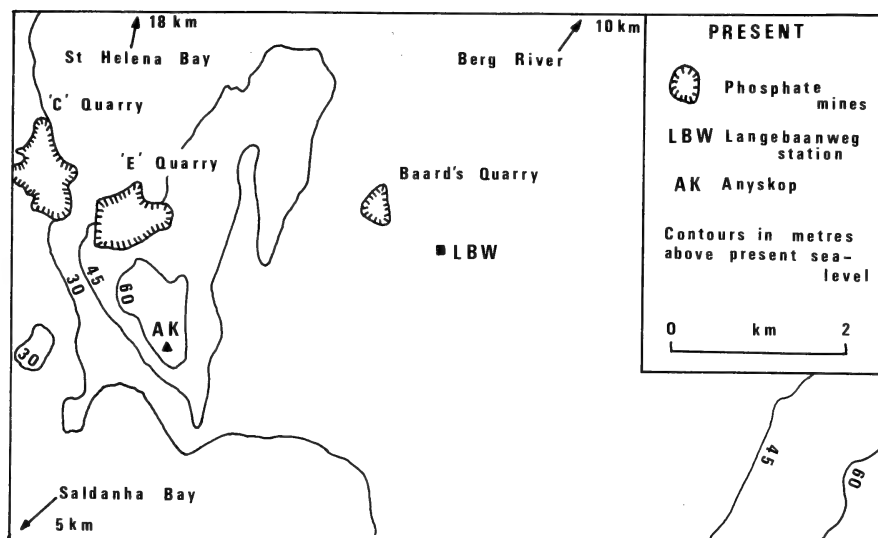 18 km
St Helena Bay
'C' Quarry
'E' Quarry
Berg River
10 km
Baard's Quarry
LBW
30
45
60
AK
30
Saldanha Bay
5 km
45
60
PRESENT
Phosphate
mines
LBW Langebaanweg
station
AK Anyskop
Contours in metres
above present sea-
level
0 km 2